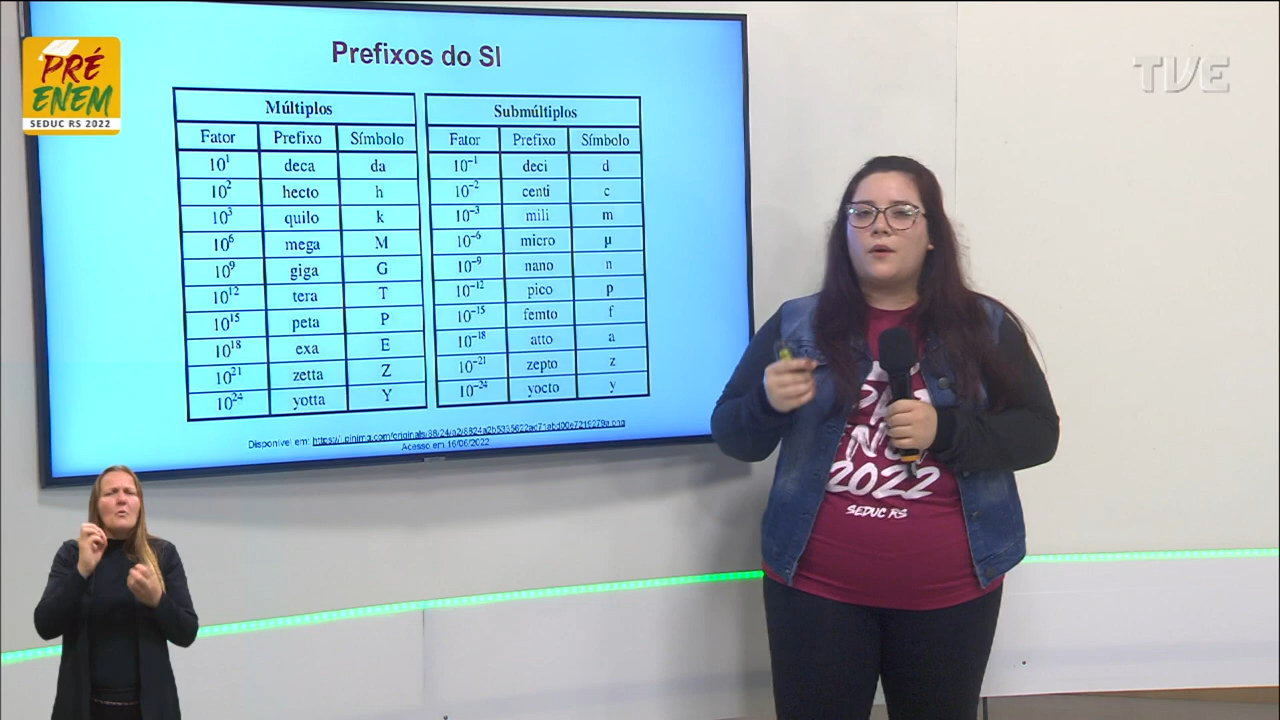 PRÉ
ENEM
SEDUC RS 2022
TVE
Prefixos do SI
Múltiplos
Fator Prefixo Símbolo
10¹ deca da
10² hecto h
10³ quilo k
10⁶ mega M
10⁹ giga G
10¹² tera T
10¹⁵ peta P
10¹⁸ exa E
10²¹ zetta Z
10²⁴ yotta Y
Submúltiplos
Fator Prefixo Símbolo
10⁻¹ deci d
10⁻² centi c
10⁻³ mili m
10⁻⁶ micro μ
10⁻⁹ nano n
10⁻¹² pico p
10⁻¹⁵ femto f
10⁻¹⁸ atto a
10⁻²¹ zepto z
10⁻²⁴ yocto y
Disponível em:
Acesso em 16/06/2022
2022
SEDUC RS